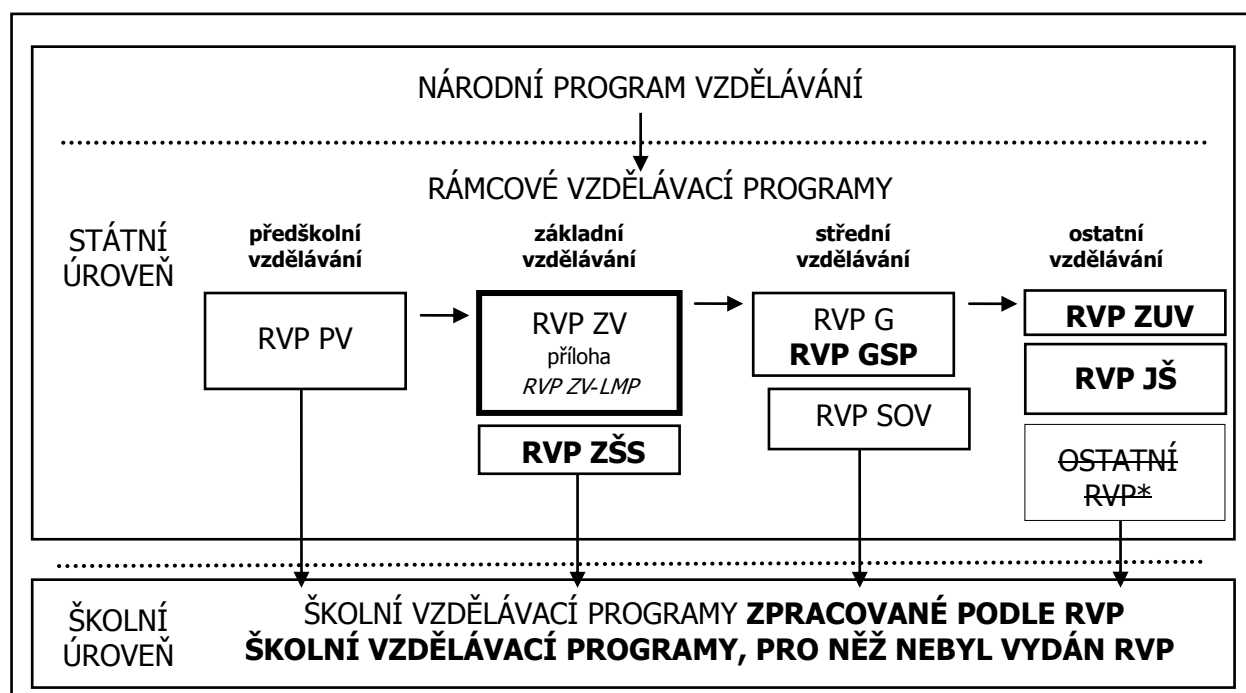 NÁRODNÍ PROGRAM VZDĚLÁVÁNÍ
RÁMCOVÉ VZDĚLÁVACÍ PROGRAMY
STÁTNÍ
ÚROVEŇ
předškolní
vzdělávání
základní
vzdělávání
střední
vzdělávání
ostatní
vzdělávání
RVP PV
RVP ZV
příloha
RVP ZV-LMP
RVP ZŠS
RVP G
RVP GSP
RVP SOV
RVP ZUV
RVP JŠ
OSTATNÍ
RVP*
ŠKOLNÍ
ÚROVEŇ
ŠKOLNÍ VZDĚLÁVACÍ PROGRAMY ZPRACOVANÉ PODLE RVP
ŠKOLNÍ VZDĚLÁVACÍ PROGRAMY, PRO NĚŽ NEBYL VYDÁN RVP